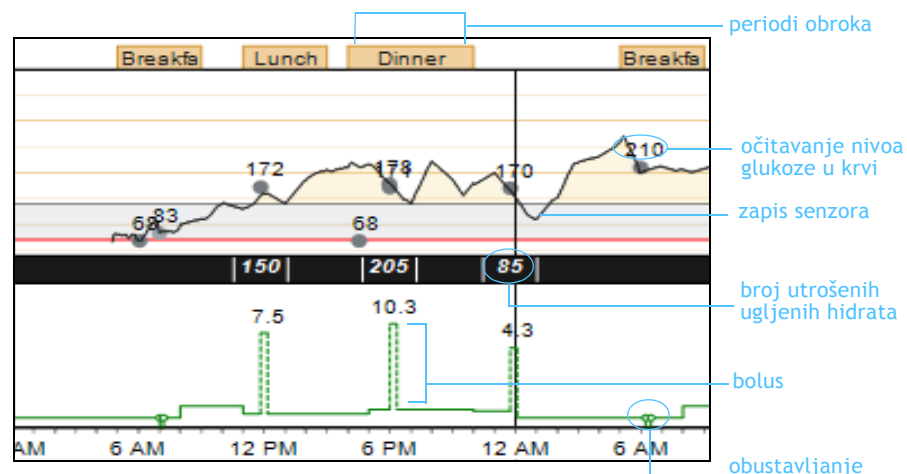 periodi obroka
Breakfa Lunch Dinner Breakfa
172 178 170 210
očitavanje nivoa
glukoze u krvi
68 83 68
zapis senzora
150 205 85
broj utrošenih
ugljenih hidrata
7.5 10.3 4.3
bolus
AM 6 AM 12 PM 6 PM 12 AM 6 AM
obustavljanje